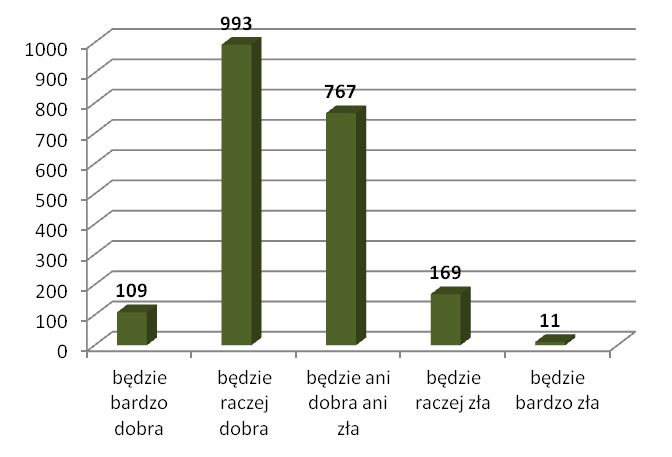 993
1000
900
767
800
700
600
500
400
300
169
200
109
100
11
0
będzie
bardzo
dobra
będzie
raczej
dobra
będzie ani
dobra ani
zła
będzie
raczej zła
będzie
bardzo zła